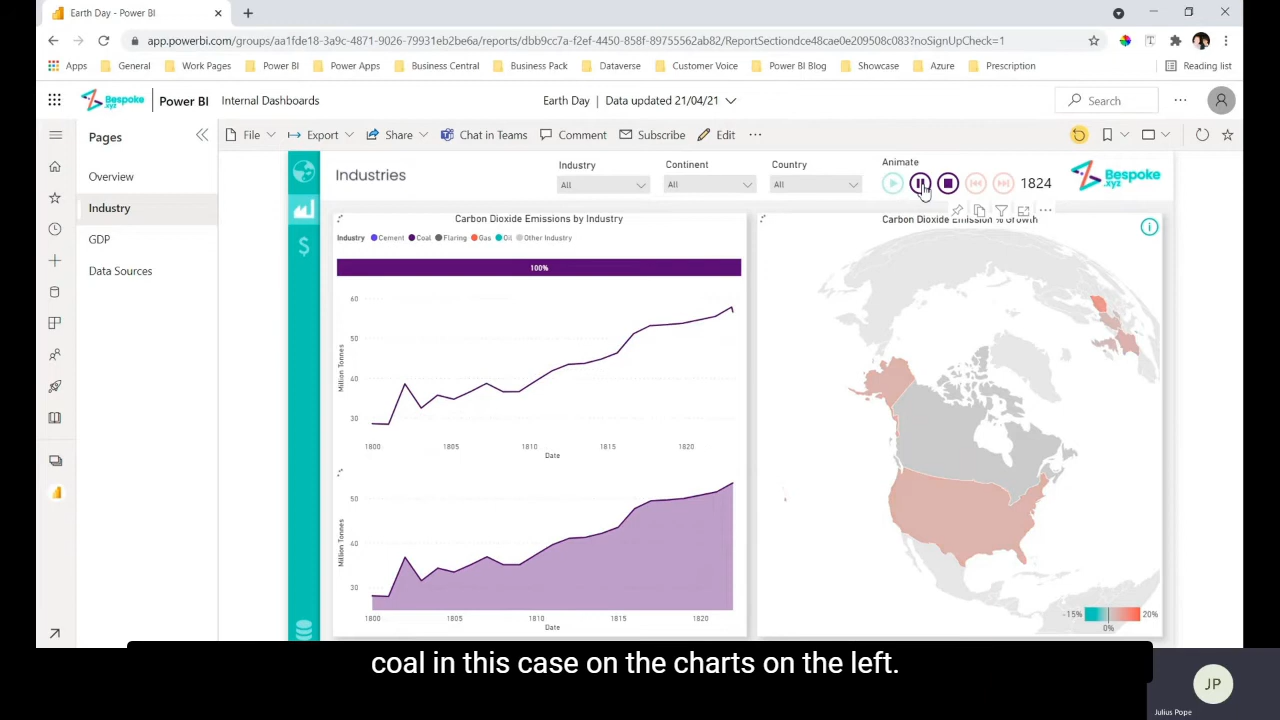 Earth Day - Power BI
app.powerbi.com/groups/aa1fde18-3a9c-4871-9026-79931eb2be6a/reports/dbb9cc7a-f2ef-4450-858f-89755562ab82/ReportSectiondce48cae0e209508c083?noSignUpCheck=1
Apps General Work Pages Power BI Power Apps Business Central Business Pack Dataverse Customer Voice Power BI Blog Showcase Azure Prescription Reading list
Bespoke .xyz Power BI Internal Dashboards Earth Day | Data updated 21/04/21 Search
Pages File Export Share Chat in Teams Comment Subscribe Edit
Overview
Industry
GDP
Data Sources
Industries
Industry Continent Country Animate
All All All 1824
Bespoke .xyz
Carbon Dioxide Emissions by Industry
Industry Cement Coal Flaring Gas Oil Other Industry
100%
60
50
40
30
Million Tonnes
1800 1805 1810 1815 1820
Date
50
40
30
Million Tonnes
1800 1805 1810 1815 1820
Date
Carbon Dioxide Emission % Growth
-15% 20%
0%
coal in this case on the charts on the left.
JP
Julius Pope